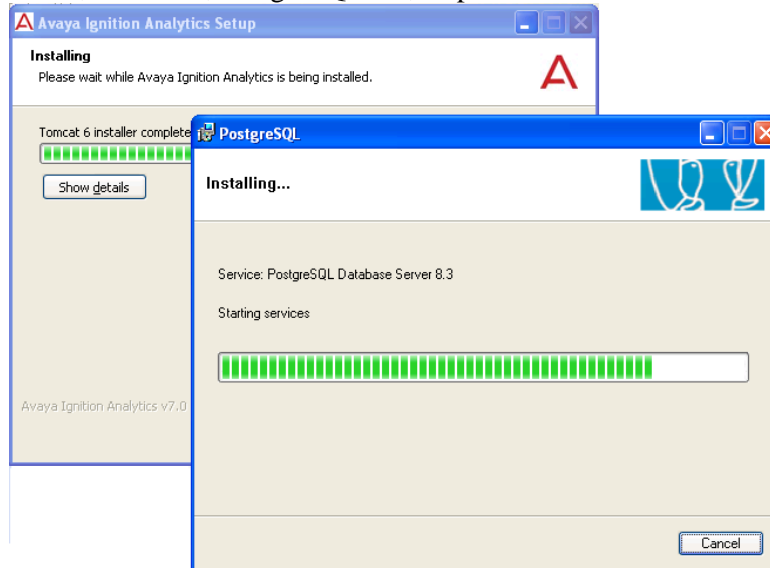 Avaya Ignition Analytics Setup
Installing
Please wait while Avaya Ignition Analytics is being installed.
Tomcat 6 installer complete
Show details
Avaya Ignition Analytics v7.0
PostgreSQL
Installing...
Service: PostgreSQL Database Server 8.3
Starting services
Cancel